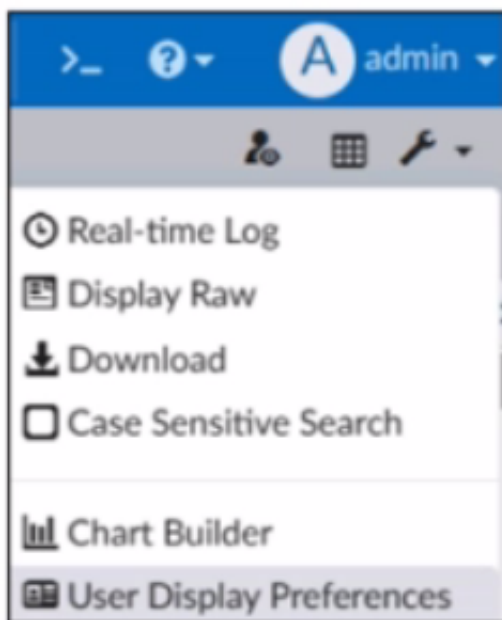 A admin
Real-time Log
Display Raw
Download
Case Sensitive Search
Chart Builder
User Display Preferences